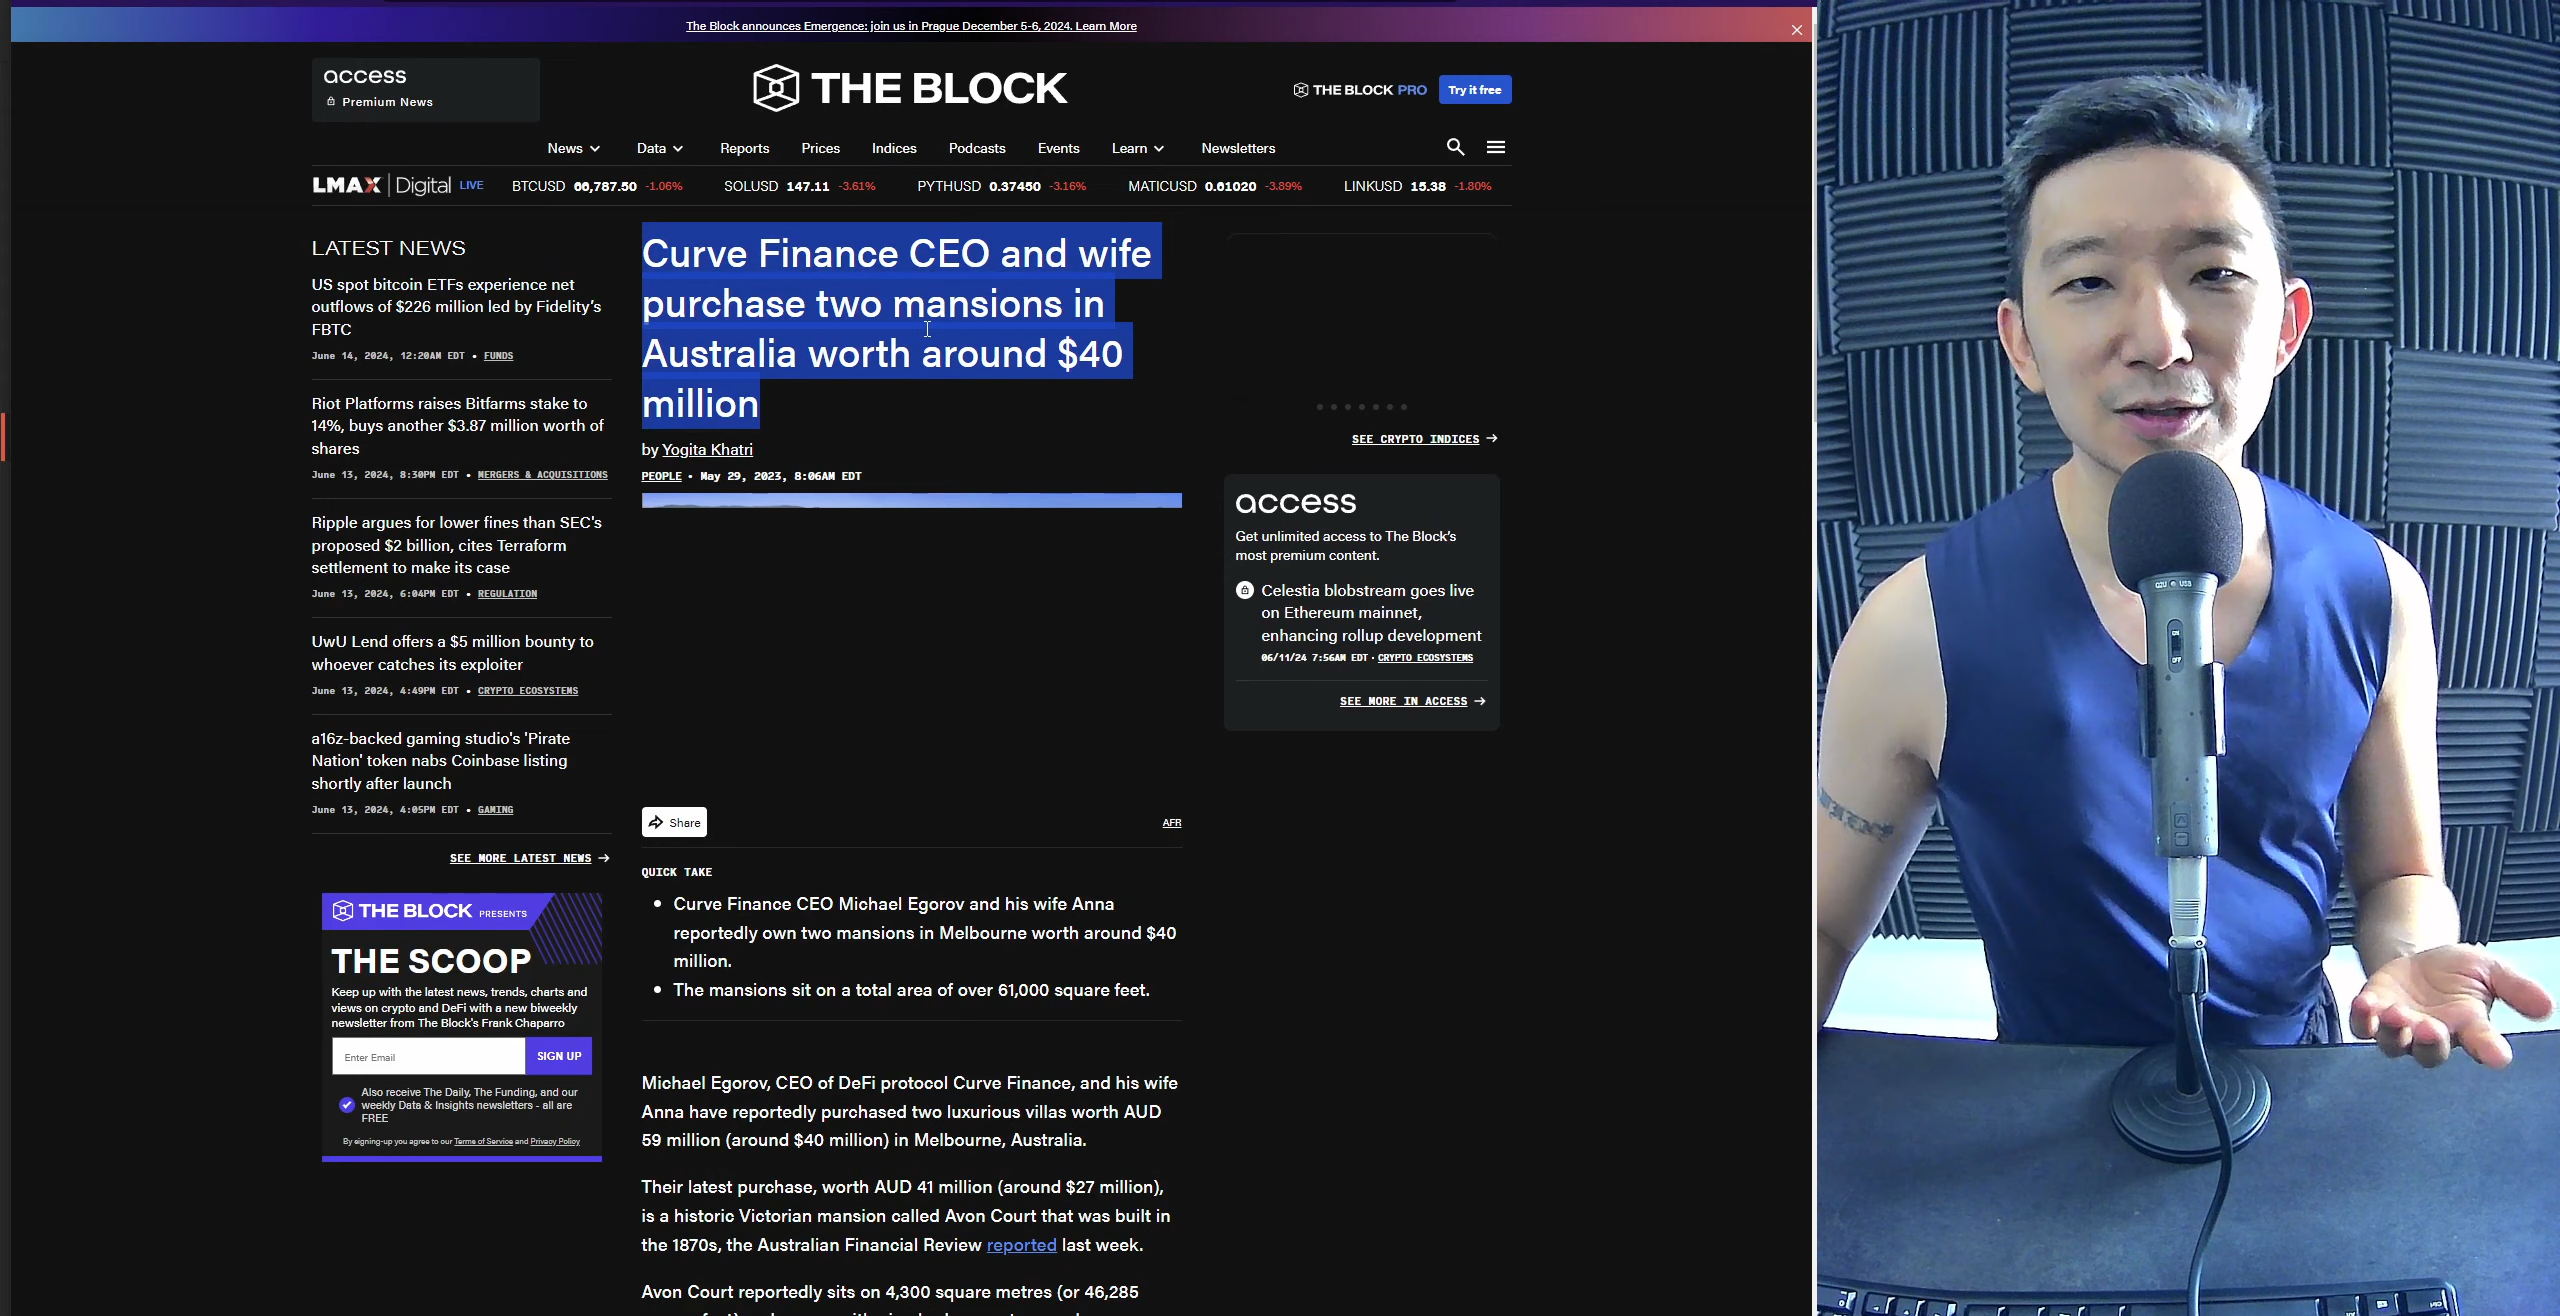 The Block announces Emergence: join us in Prague December 5-6, 2024. Learn More
access
Premium News
THE BLOCK
THE BLOCK PRO
Try it free
News
Data
Reports
Prices
Indices
Podcasts
Events
Learn
Newsletters
LMAX Digital LIVE
BTCUSD 66,787.50 -1.06%
SOLUSD 147.11 -3.61%
PYTHUSD 0.37450 -3.16%
MATICUSD 0.61020 -3.89%
LINKUSD 15.38 -1.80%
LATEST NEWS
US spot bitcoin ETFs experience net
outflows of $226 million led by Fidelity's
FBTC
June 14, 2024, 12:20AM EDT • FUNDS
Riot Platforms raises Bitfarms stake to
14%, buys another $3.87 million worth of
shares
June 13, 2024, 8:30PM EDT • MERGERS & ACQUISITIONS
Ripple argues for lower fines than SEC's
proposed $2 billion, cites Terraform
settlement to make its case
June 13, 2024, 6:04PM EDT • REGULATION
UwU Lend offers a $5 million bounty to
whoever catches its exploiter
June 13, 2024, 4:49PM EDT • CRYPTO ECOSYSTEMS
a16z-backed gaming studio's 'Pirate
Nation' token nabs Coinbase listing
shortly after launch
June 13, 2024, 4:05PM EDT • GAMING
SEE MORE LATEST NEWS →
THE BLOCK PRESENTS
THE SCOOP
Keep up with the latest news, trends, charts and
views on crypto and DeFi with a new biweekly
newsletter from The Block's Frank Chaparro
Enter Email
SIGN UP
Also receive The Daily, The Funding, and our
weekly Data & Insights newsletters - all are
FREE
By signing-up you agree to our Terms of Service and Privacy Policy
Curve Finance CEO and wife
purchase two mansions in
Australia worth around $40
million
by Yogita Khatri
PEOPLE • May 29, 2023, 8:06AM EDT
Share
AFR
QUICK TAKE
• Curve Finance CEO Michael Egorov and his wife Anna
reportedly own two mansions in Melbourne worth around $40
million.
• The mansions sit on a total area of over 61,000 square feet.
Michael Egorov, CEO of DeFi protocol Curve Finance, and his wife
Anna have reportedly purchased two luxurious villas worth AUD
59 million (around $40 million) in Melbourne, Australia.
Their latest purchase, worth AUD 41 million (around $27 million),
is a historic Victorian mansion called Avon Court that was built in
the 1870s, the Australian Financial Review reported last week.
Avon Court reportedly sits on 4,300 square metres (or 46,285
SEE CRYPTO INDICES →
access
Get unlimited access to The Block's
most premium content.
Celestia blobstream goes live
on Ethereum mainnet,
enhancing rollup development
06/11/24 7:56AM EDT • CRYPTO ECOSYSTEMS
SEE MORE IN ACCESS →
Q2U USB
ON
OFF